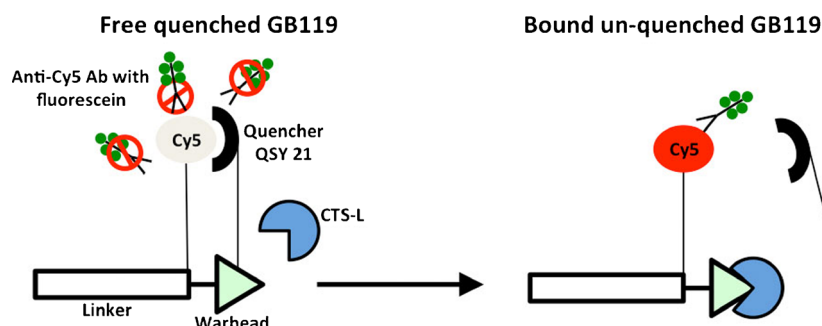 Free quenched GB119
Bound un-quenched GB119
Anti-Cy5 Ab with
fluorescein
Cy5
Quencher
QSY 21
CTS-L
Linker
Warhead
Cy5